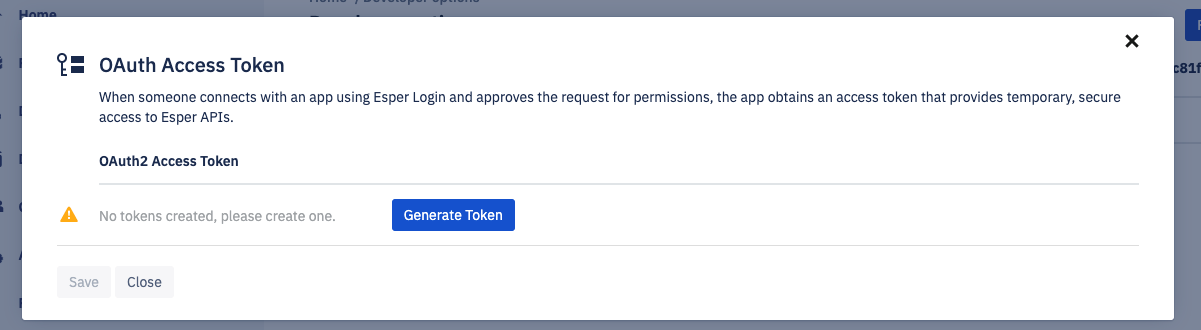 Home
Home / Developer options
OAuth Access Token
When someone connects with an app using Esper Login and approves the request for permissions, the app obtains an access token that provides temporary, secure
access to Esper APIs.
c81f
OAuth2 Access Token
No tokens created, please create one.
Generate Token
Save
Close